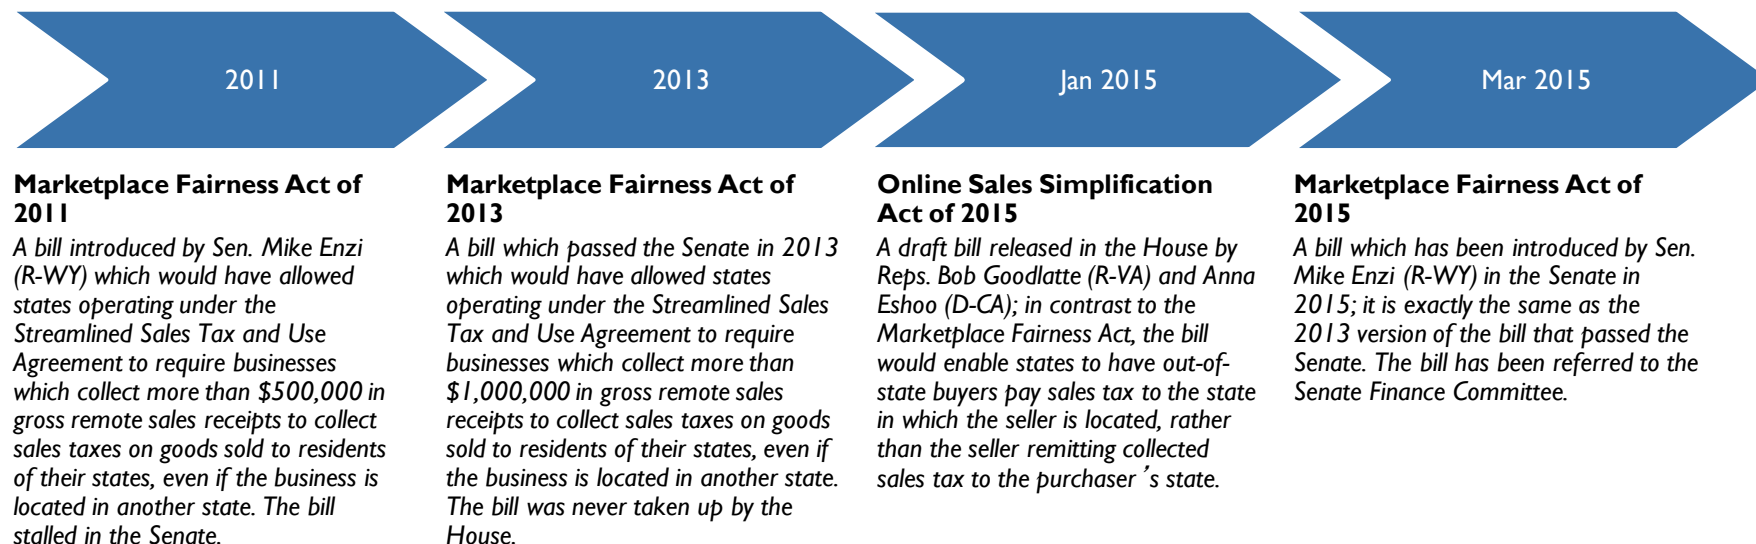 2011
2013
Jan 2015
Mar 2015
Marketplace Fairness Act of
2011
A bill introduced by Sen. Mike Enzi
(R-WY) which would have allowed
states operating under the
Streamlined Sales Tax and Use
Agreement to require businesses
which collect more than $500,000 in
gross remote sales receipts to collect
sales taxes on goods sold to residents
of their states, even if the business is
located in another state. The bill
stalled in the Senate.
Marketplace Fairness Act of
2013
A bill which passed the Senate in 2013
which would have allowed states
operating under the Streamlined Sales
Tax and Use Agreement to require
businesses which collect more than
$1,000,000 in gross remote sales
receipts to collect sales taxes on goods
sold to residents of their states, even if
the business is located in another state.
The bill was never taken up by the
House.
Online Sales Simplification
Act of 2015
A draft bill released in the House by
Reps. Bob Goodlatte (R-VA) and Anna
Eshoo (D-CA); in contrast to the
Marketplace Fairness Act, the bill
would enable states to have out-of-
state buyers pay sales tax to the state
in which the seller is located, rather
than the seller remitting collected
sales tax to the purchaser ’s state.
Marketplace Fairness Act of
2015
A bill which has been introduced by Sen.
Mike Enzi (R-WY) in the Senate in
2015; it is exactly the same as the
2013 version of the bill that passed the
Senate. The bill has been referred to the
Senate Finance Committee.